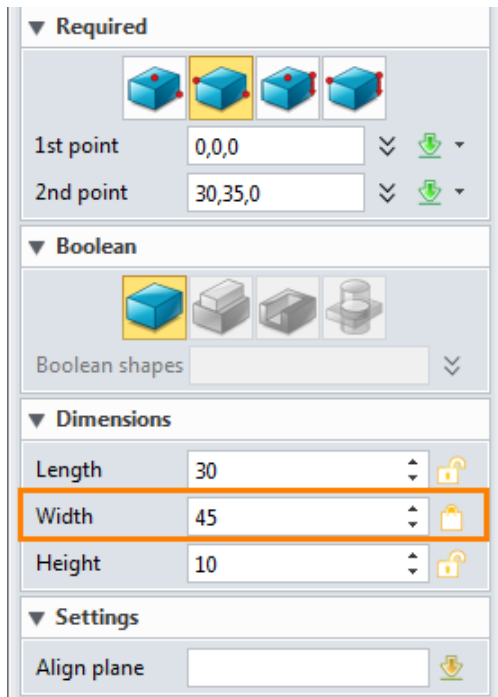 Required
1st point 0,0,0
2nd point 30,35,0
Boolean
Boolean shapes
Dimensions
Length 30
Width 45
Height 10
Settings
Align plane